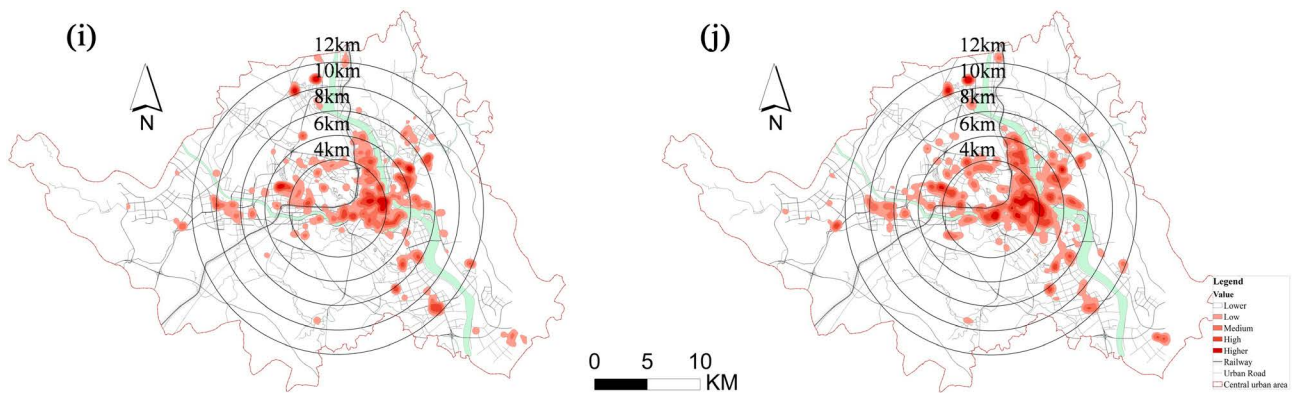 (i)
12km
10km
8km
6km
4km
N
(j)
12km
10km
8km
6km
4km
N
0 5 10
KM
Legend
Value
Lower
Low
Medium
High
Higher
Railway
Urban Road
Central urban area